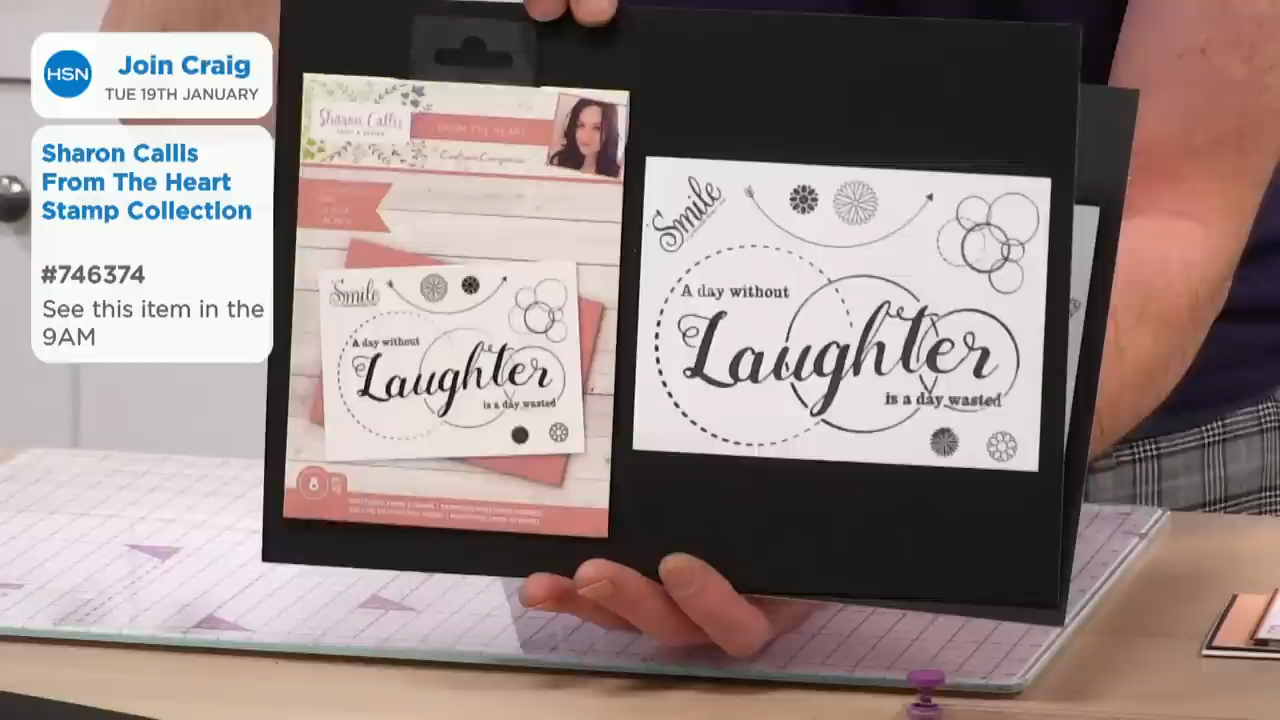 HSN
Join Craig
TUE 19TH JANUARY
Sharon Callis
From The Heart
Stamp Collection
#746374
See this item in the
9AM
Sharon Callis
FROM THE HEART
Crafter's Companion
Smile
A day without
Laughter
is a day wasted
8
Smile
A day without
Laughter
is a day wasted